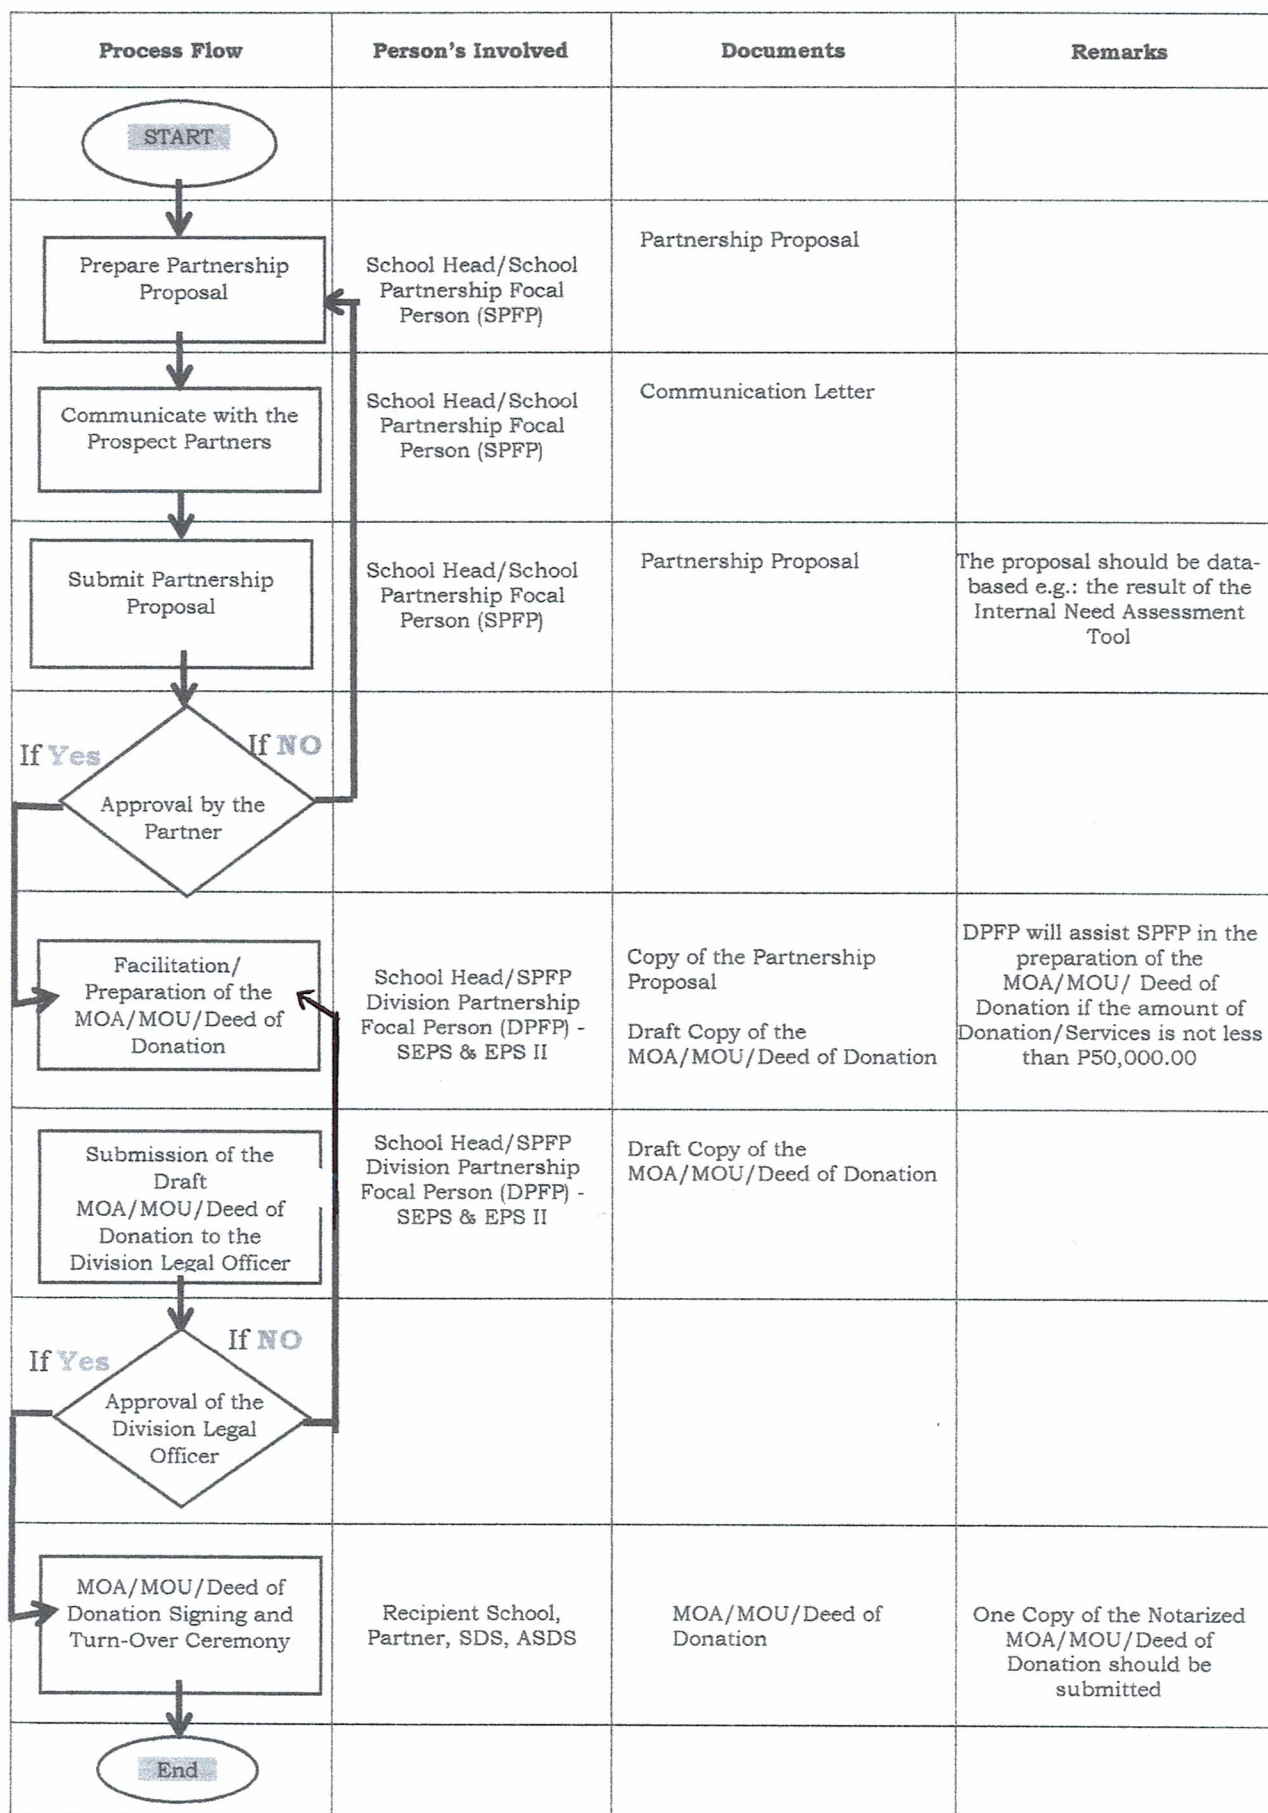 Process Flow
Person's Involved
Documents
Remarks
START
Prepare Partnership
Proposal
School Head/School
Partnership Focal
Person (SPFP)
Partnership Proposal
Communicate with the
Prospect Partners
School Head/School
Partnership Focal
Person (SPFP)
Communication Letter
Submit Partnership
Proposal
School Head/School
Partnership Focal
Person (SPFP)
Partnership Proposal
The proposal should be data-
based e.g.: the result of the
Internal Need Assessment
Tool
If Yes
If NO
Approval by the
Partner
Facilitation/
Preparation of the
MOA/MOU/Deed of
Donation
School Head/SPFP
Division Partnership
Focal Person (DPFP) -
SEPS & EPS II
Copy of the Partnership
Proposal
Draft Copy of the
MOA/MOU/Deed of Donation
DPFP will assist SPFP in the
preparation of the
MOA/MOU/ Deed of
Donation if the amount of
Donation/Services is not less
than P50,000.00
Submission of the
Draft
MOA/MOU/Deed of
Donation to the
Division Legal Officer
School Head/SPFP
Division Partnership
Focal Person (DPFP) -
SEPS & EPS II
Draft Copy of the
MOA/MOU/Deed of Donation
If Yes
If NO
Approval of the
Division Legal
Officer
MOA/MOU/Deed of
Donation Signing and
Turn-Over Ceremony
Recipient School,
Partner, SDS, ASDS
MOA/MOU/Deed of
Donation
One Copy of the Notarized
MOA/MOU/Deed of
Donation should be
submitted
End